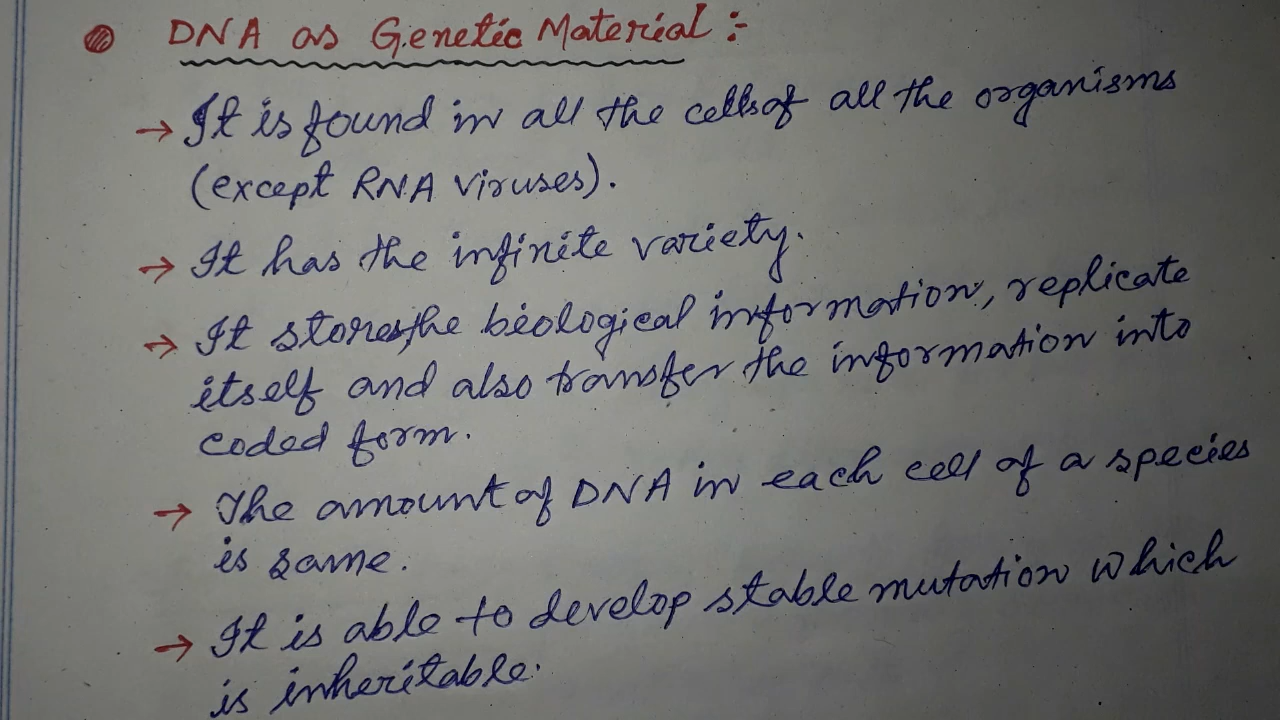 DNA as Genetic Material :-
→ It is found in all the cells of all the organisms
(except RNA viruses).
→ It has the infinite variety.
→ It stores the biological information, replicate
itself and also transfer the information into
coded form.
→ The amount of DNA in each cell of a species
is same.
→ It is able to develop stable mutation which
is inheritable.